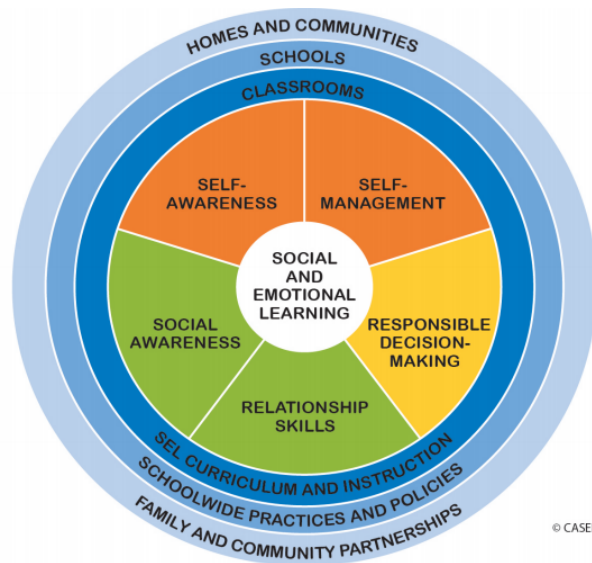 HOMES AND COMMUNITIES
SCHOOLS
CLASSROOMS
SELF-
AWARENESS
SELF-
MANAGEMENT
SOCIAL
AND
EMOTIONAL
LEARNING
SOCIAL
AWARENESS
RESPONSIBLE
DECISION-
MAKING
RELATIONSHIP
SKILLS
SEL CURRICULUM AND INSTRUCTION
SCHOOLWIDE PRACTICES AND POLICIES
FAMILY AND COMMUNITY PARTNERSHIPS
©